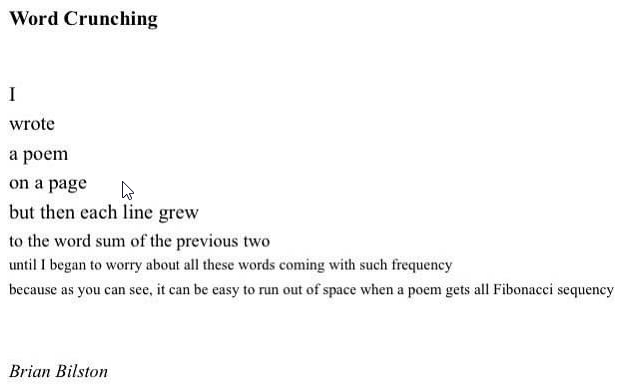 Word Crunching
I
wrote
a poem
on a page
but then each line grew
to the word sum of the previous two
until I began to worry about all these words coming with such frequency
because as you can see, it can be easy to run out of space when a poem gets all Fibonacci sequency
Brian Bilston